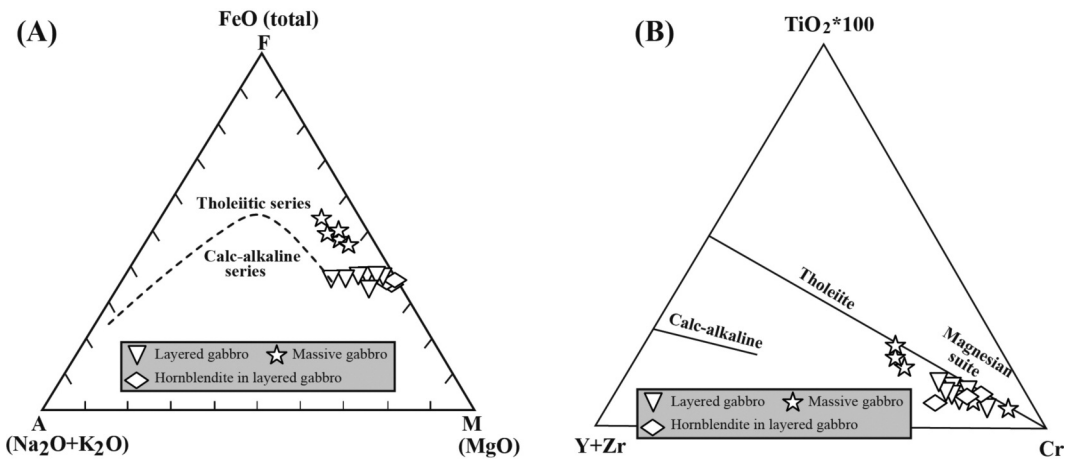 (A)
FeO (total)
F
Tholeiitic series
Calc-alkaline
series
Layered gabbro
Massive gabbro
Hornblendite in layered gabbro
A
(Na2O+K2O)
M
(MgO)
(B)
TiO2*100
Tholeiite
Calc-alkaline
Magnesian
suite
Layered gabbro
Massive gabbro
Hornblendite in layered gabbro
Y+Zr
Cr